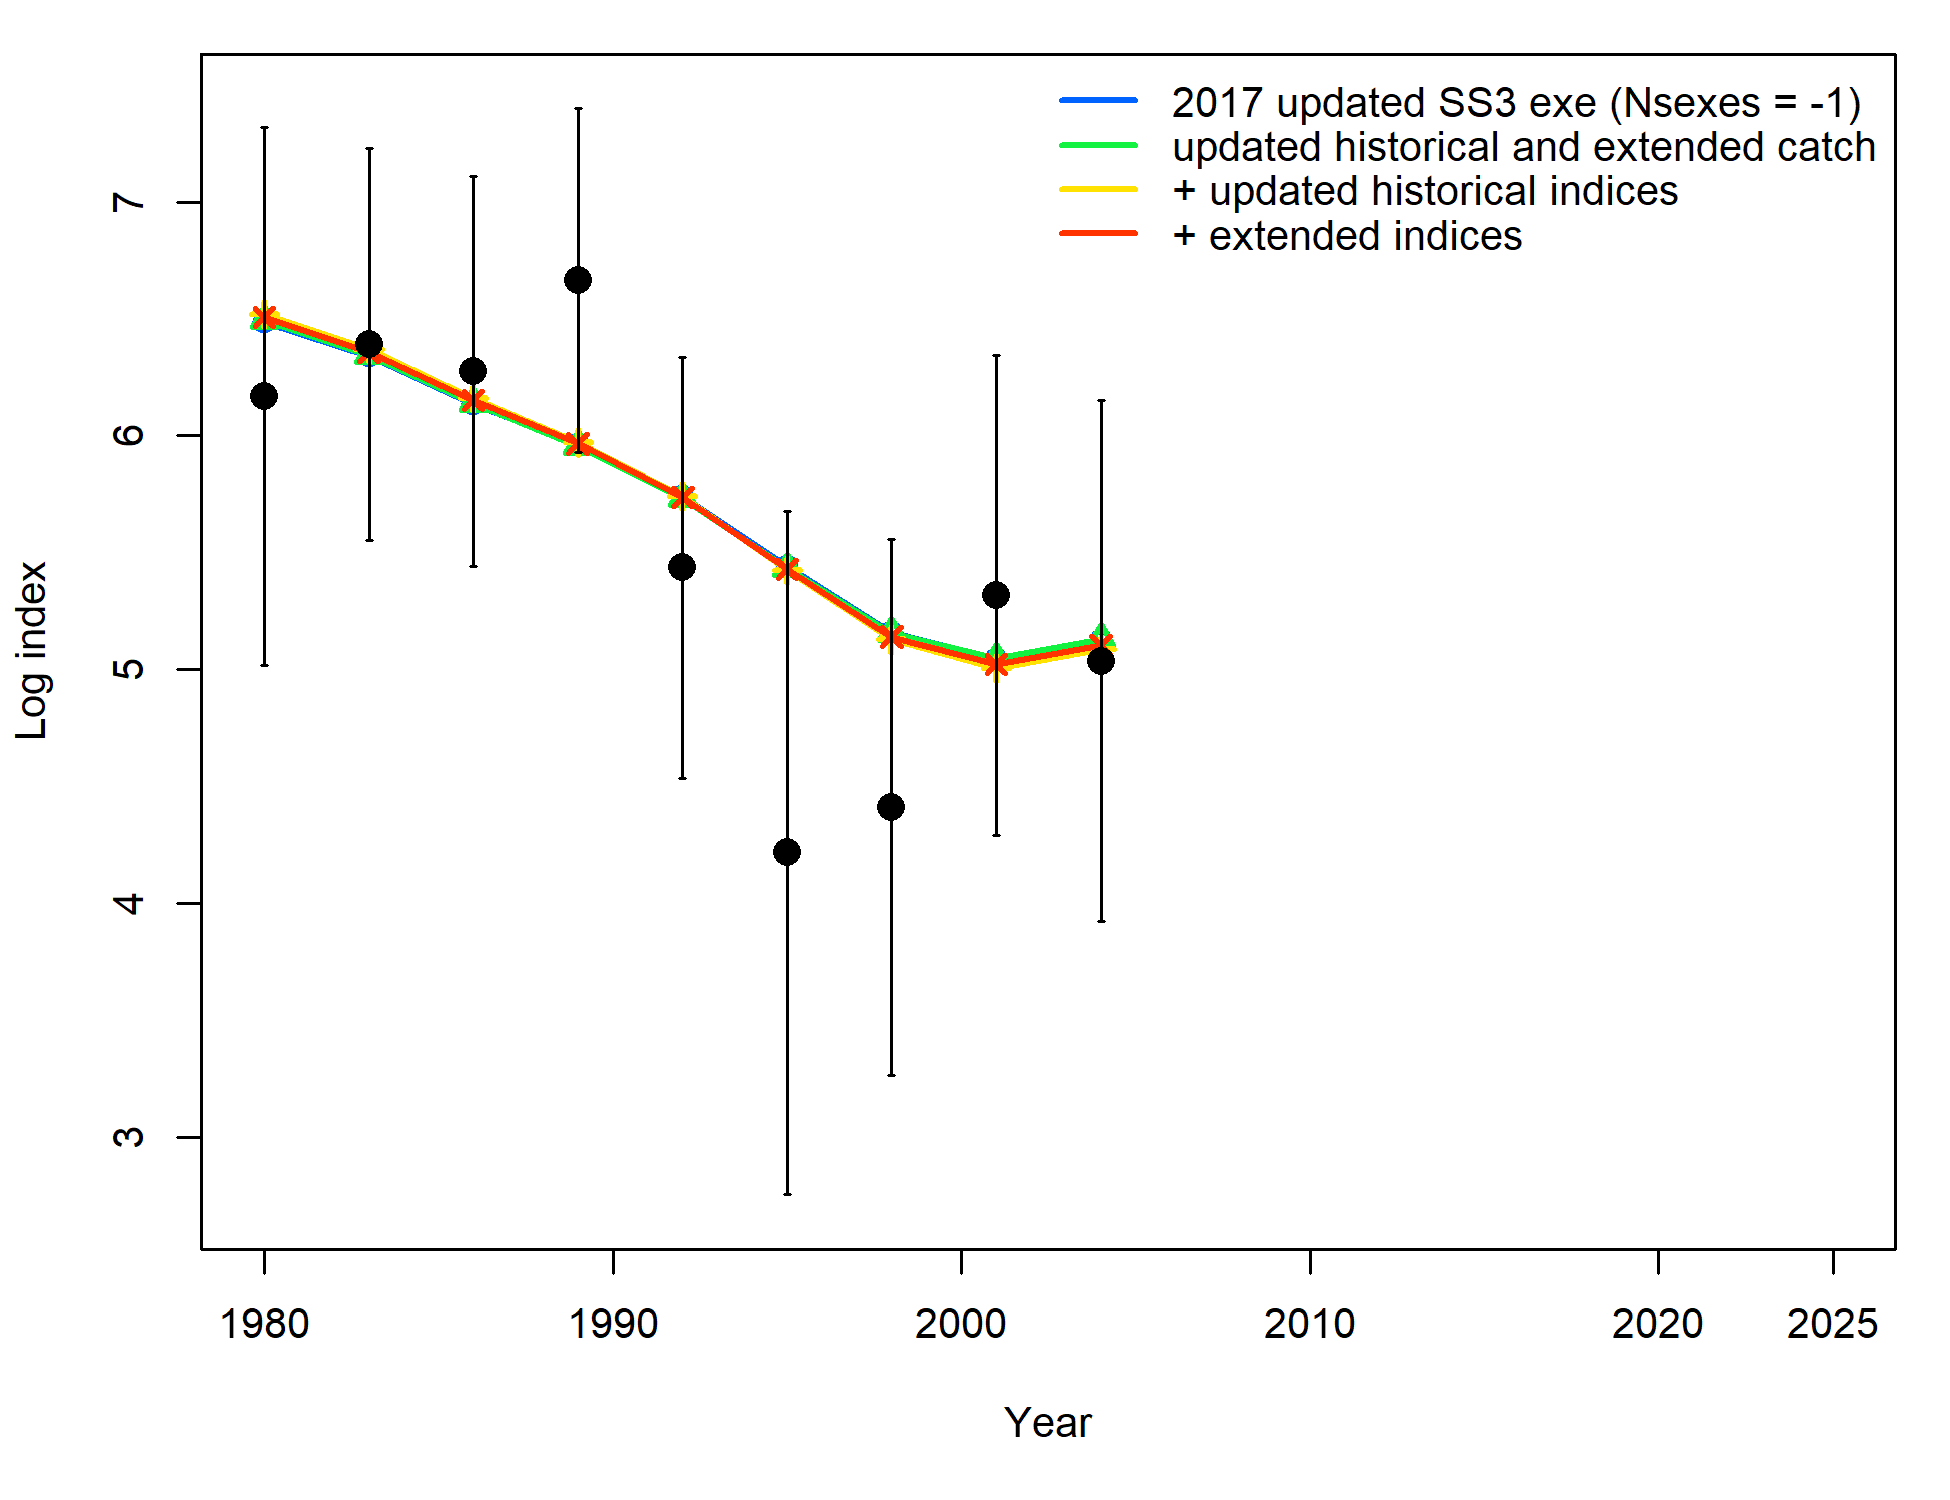 2017 updated SS3 exe (Nsexes = -1)
updated historical and extended catch
+ updated historical indices
+ extended indices
7
6
5
4
3
Log index
1980 1990 2000 2010 2020 2025
Year